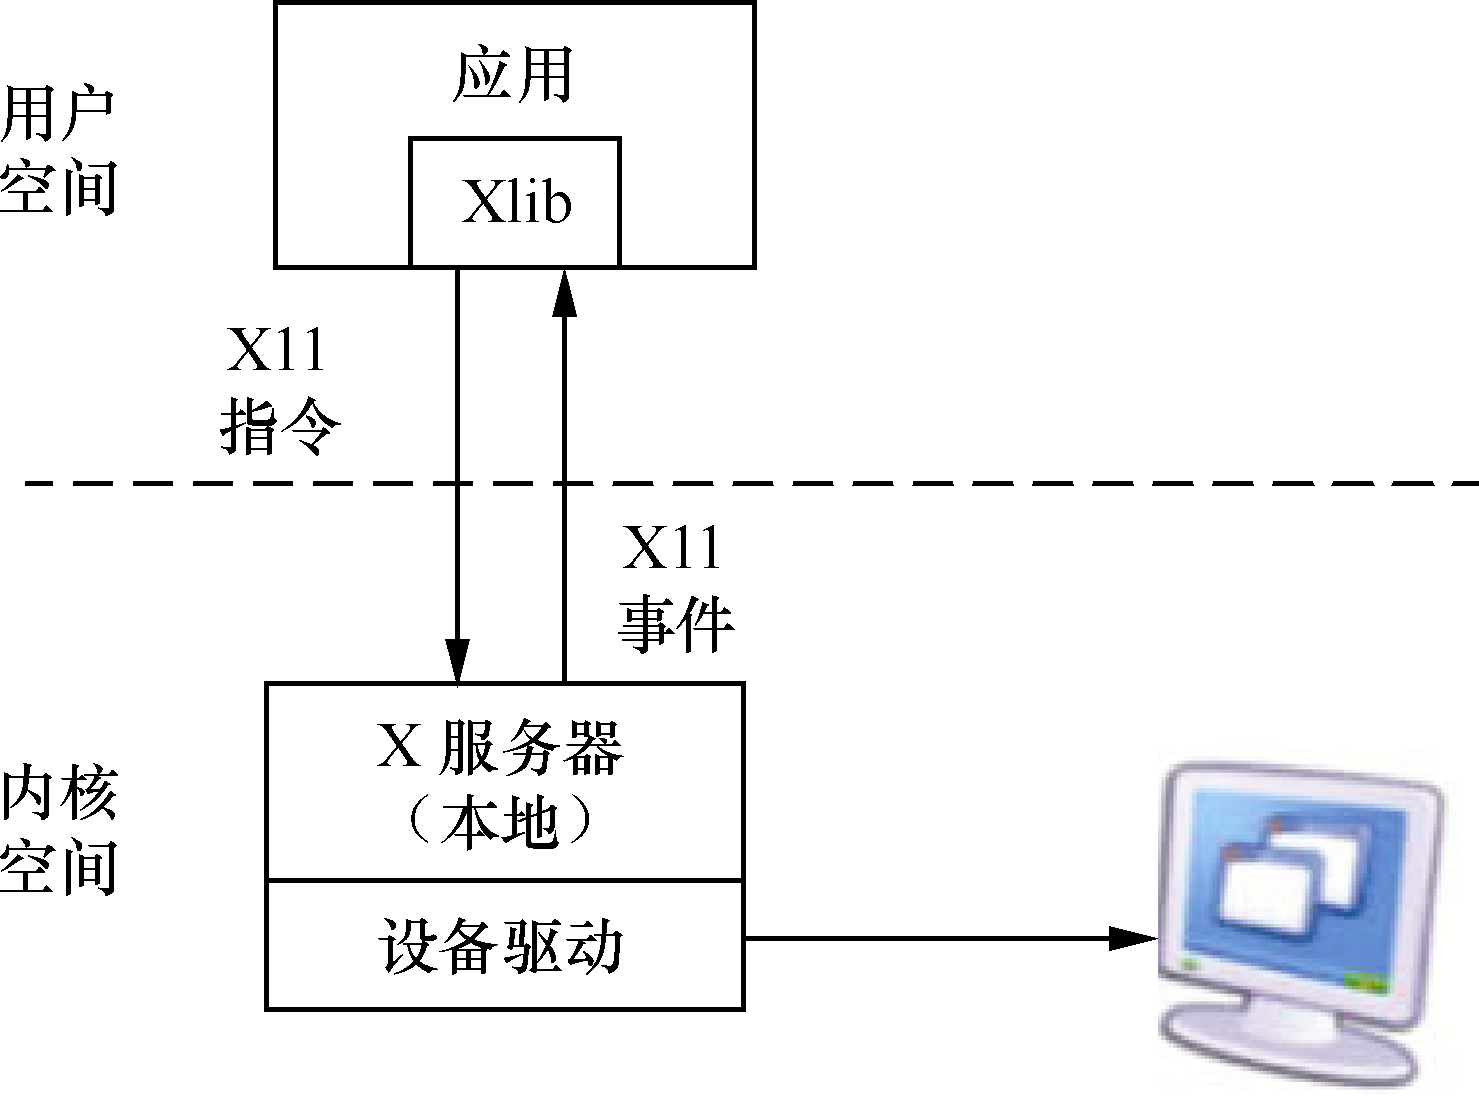 应用
用户
空间
Xlib
X11
指令
X11
事件
X 服务器
（本地）
内核
空间
设备驱动